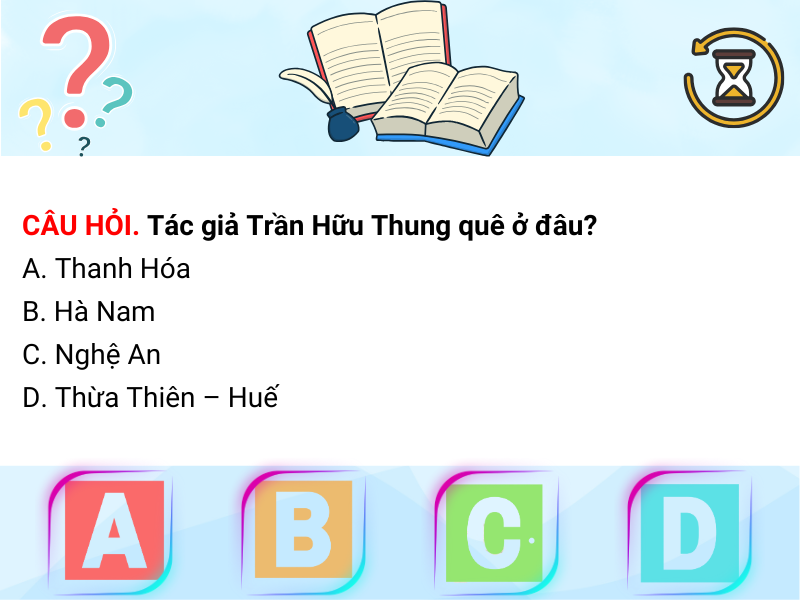 ? ? ? ?
CÂU HỎI. Tác giả Trần Hữu Thung quê ở đâu?
A. Thanh Hóa
B. Hà Nam
C. Nghệ An
D. Thừa Thiên – Huế
A B C D